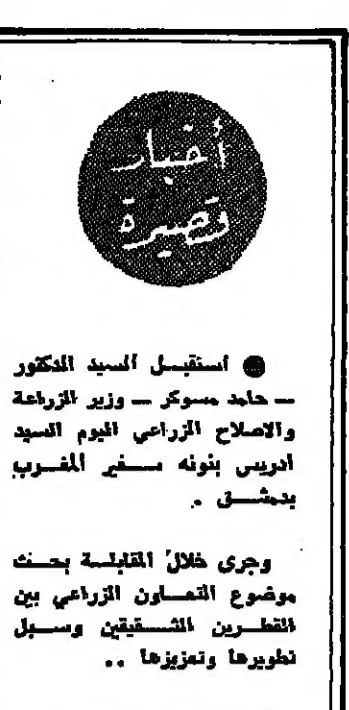 أخبار
قصيرة
● استقبل السيد الدكتور
— حامد مسوكر — وزير الزراعة
والاصلاح الزراعي اليوم السيد
ادريس بنونه سفير المغرب
بدمشق .
وجرى خلال المقابلة بحث
موضوع التعاون الزراعي بين
القطرين الشقيقين وسبل
تطويرها وتعزيزها ..